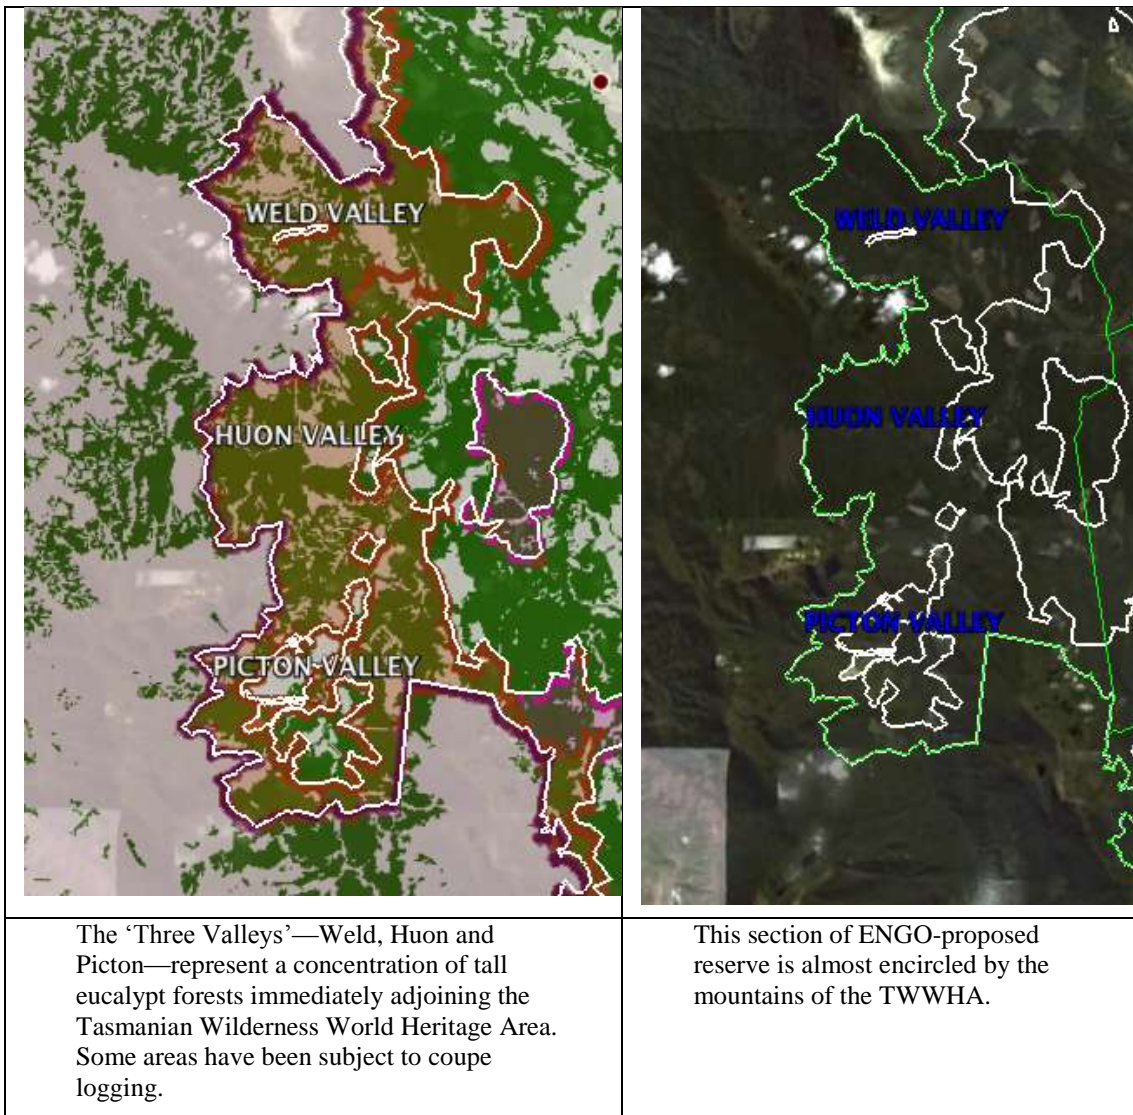 WELD VALLEY
HUON VALLEY
PICTON VALLEY
WELD VALLEY
HUON VALLEY
PICTON VALLEY
The ‘Three Valleys’—Weld, Huon and
Picton—represent a concentration of tall
eucalypt forests immediately adjoining the
Tasmanian Wilderness World Heritage Area.
Some areas have been subject to coupe
logging.
This section of ENGO-proposed
reserve is almost encircled by the
mountains of the TWWHA.